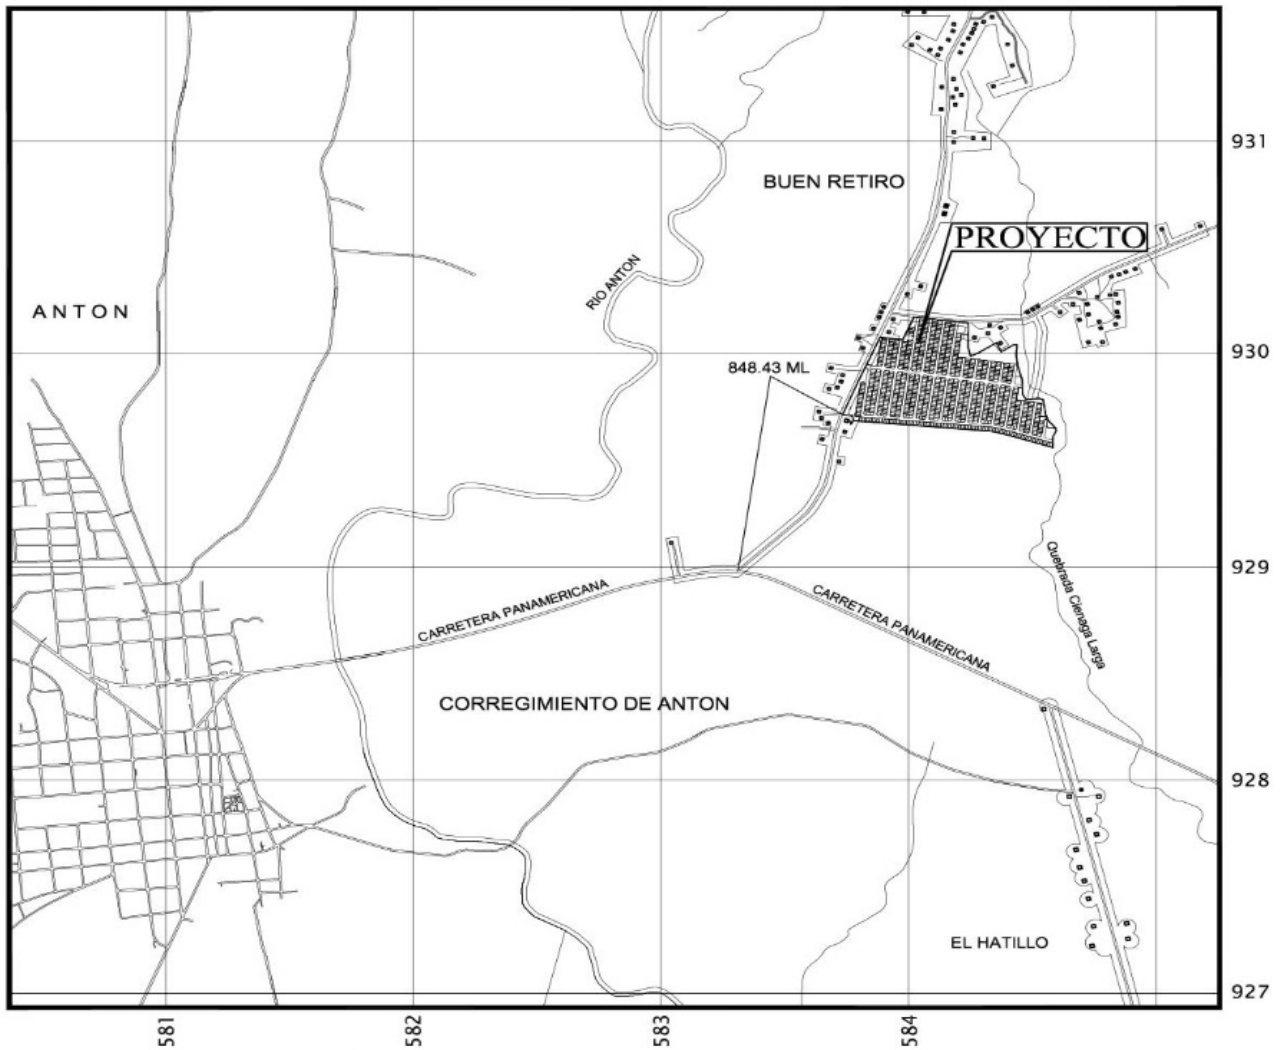 931
BUEN RETIRO
PROYECTO
RIO ANTON
ANTON
930
848.43 ML
929
Quebrada Cienaga Larga
CARRETERA PANAMERICANA
CARRETERA PANAMERICANA
CORREGIMIENTO DE ANTON
928
EL HATILLO
927
581
582
583
584